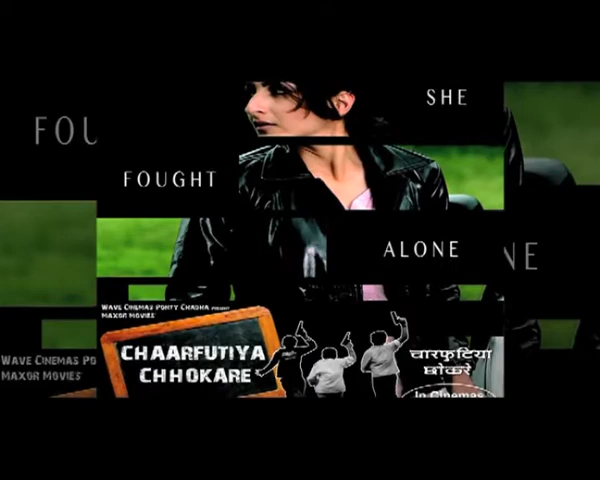 SHE
FOU
FOUGHT
ALONE
NE
WAVE CINEMAS PONTY CHADHA PRESENT
MAXOR MOVIES'
CHAARFUTIYA
CHHOKARE
चारफुटिया
छोकरे
In Cinemas
WAVE CINEMAS PO
MAXOR MOVIES'